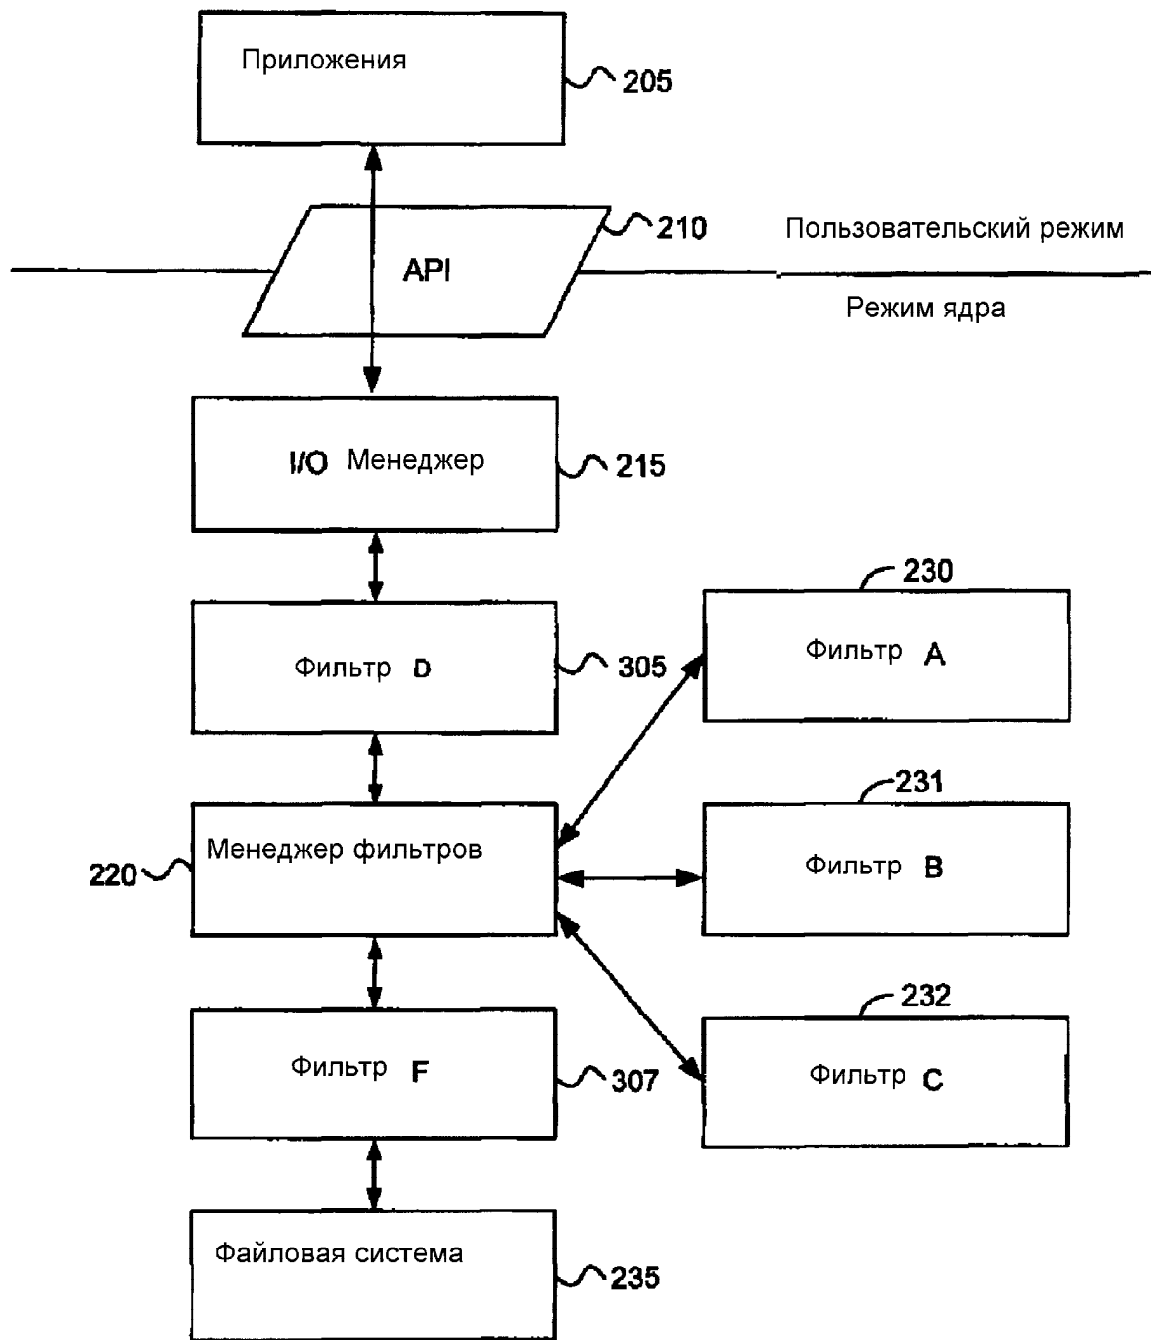 Приложения
205
210
Пользовательский режим
API
Режим ядра
I/O Менеджер
215
230
Фильтр A
Фильтр D
305
231
Менеджер фильтров
220
Фильтр B
232
Фильтр F
307
Фильтр C
Файловая система
235